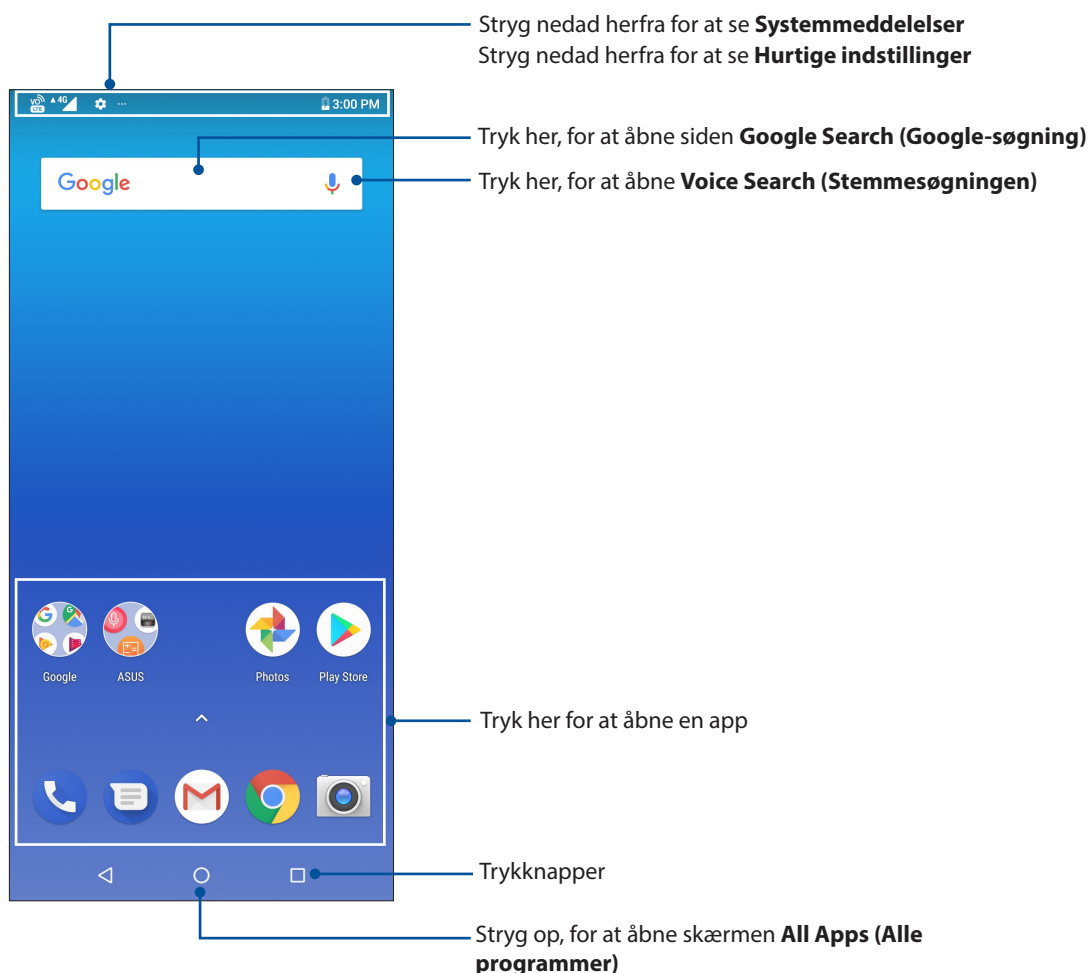 Stryg nedad herfra for at se Systemmeddelelser
Stryg nedad herfra for at se Hurtige indstillinger
VO LTE 4G ... 3:00 PM
Tryk her, for at åbne siden Google Search (Google-søgning)
Google
Tryk her, for at åbne Voice Search (Stemmesøgningen)
Google ASUS Photos Play Store
Tryk her for at åbne en app
Trykknapper
Stryg op, for at åbne skærmen All Apps (Alle
programmer)